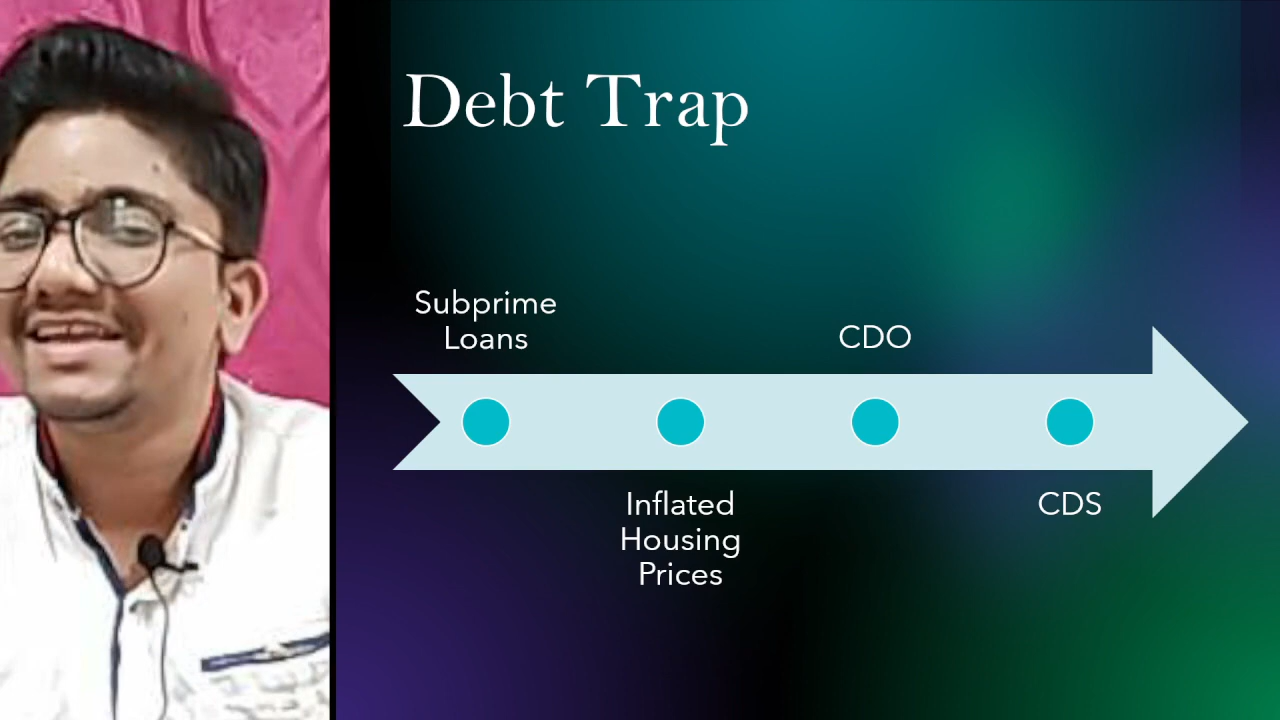 Debt Trap
Subprime
Loans
Inflated
Housing
Prices
CDO
CDS